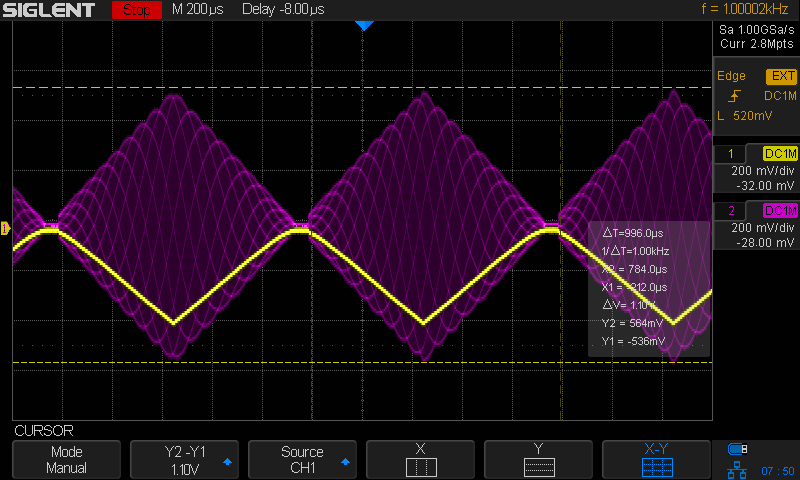 SIGLENT Stop M 200µs Delay -8.00µs f = 1.00002kHz
Sa 1.00GSa/s
Curr 2.8Mpts
Edge EXT
DC1M
L 520mV
1 DC1M
200 mV/div
-32.00 mV
2 DC1M
200 mV/div
-28.00 mV
1
△T=996.0µs
1/△T=1.00kHz
X2 = 784.0µs
X1 = -212.0µs
△V= 1.10V
Y2 = 564mV
Y1 = -536mV
CURSOR
Mode
Manual
Y2 -Y1
1.10V
Source
CH1
X
Y
X-Y
07 : 50